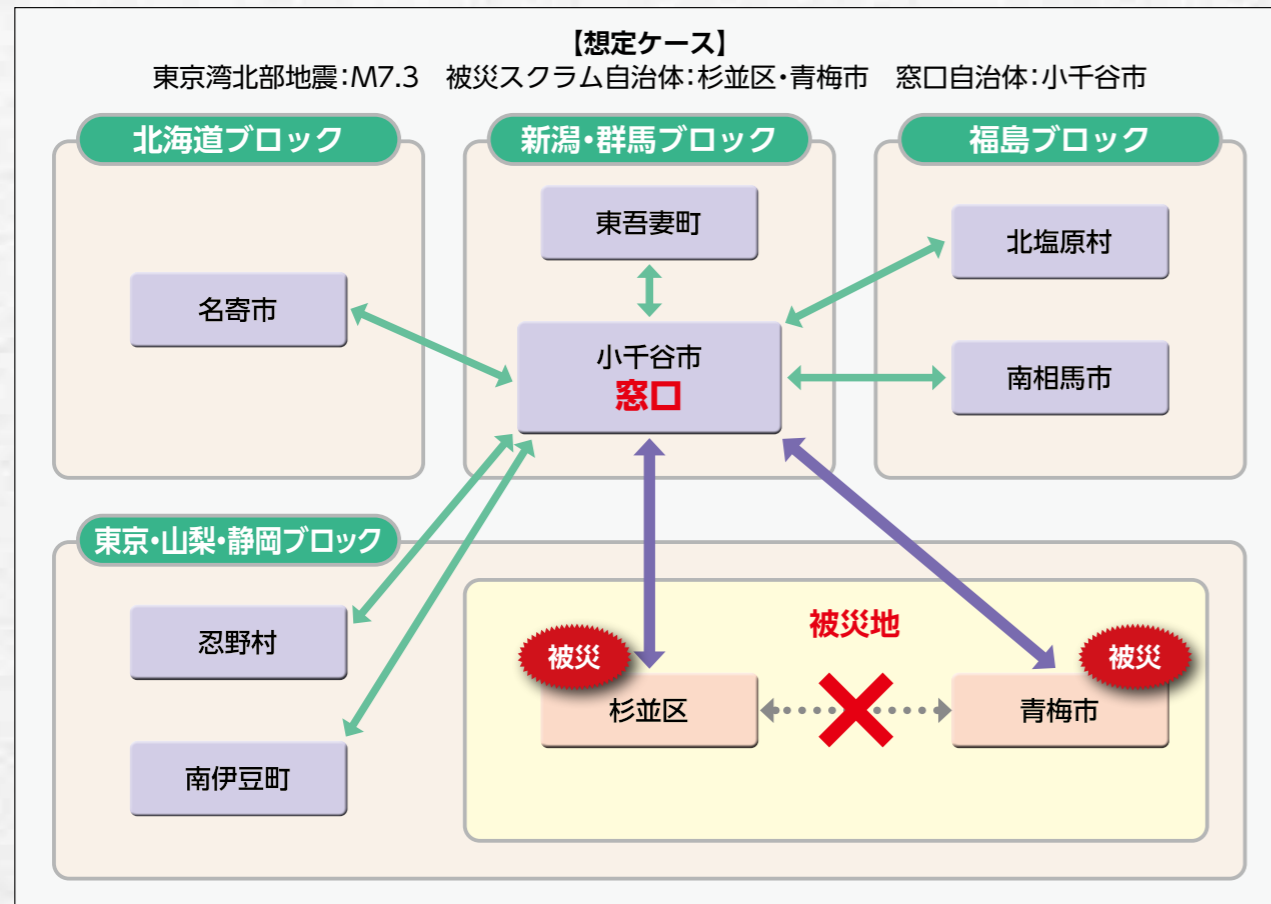 【想定ケース】
東京湾北部地震：M7.3　被災スクラム自治体：杉並区・青梅市　窓口自治体：小千谷市
北海道ブロック
名寄市
新潟・群馬ブロック
東吾妻町
小千谷市
窓口
福島ブロック
北塩原村
南相馬市
東京・山梨・静岡ブロック
忍野村
南伊豆町
被災地
被災
杉並区
被災
青梅市